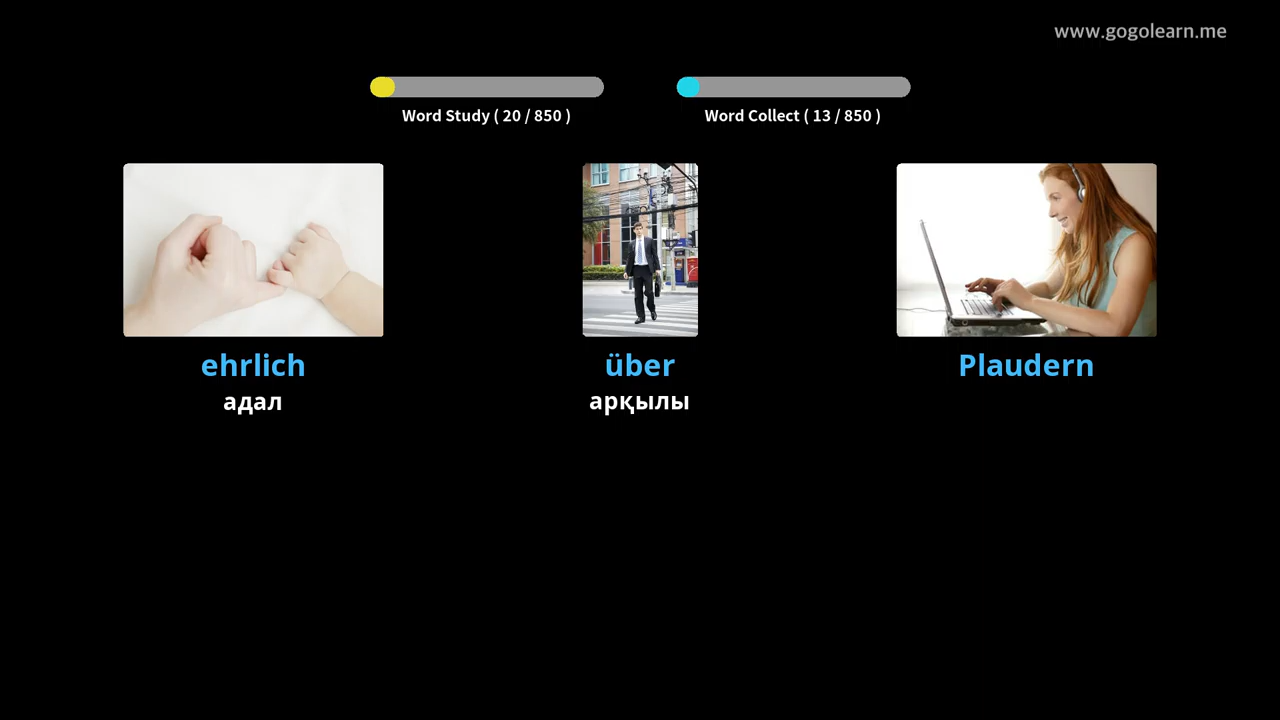 www.gogolearn.me
Word Study ( 20 / 850 )
Word Collect ( 13 / 850 )
ehrlich
über
Plaudern
адал
арқылы